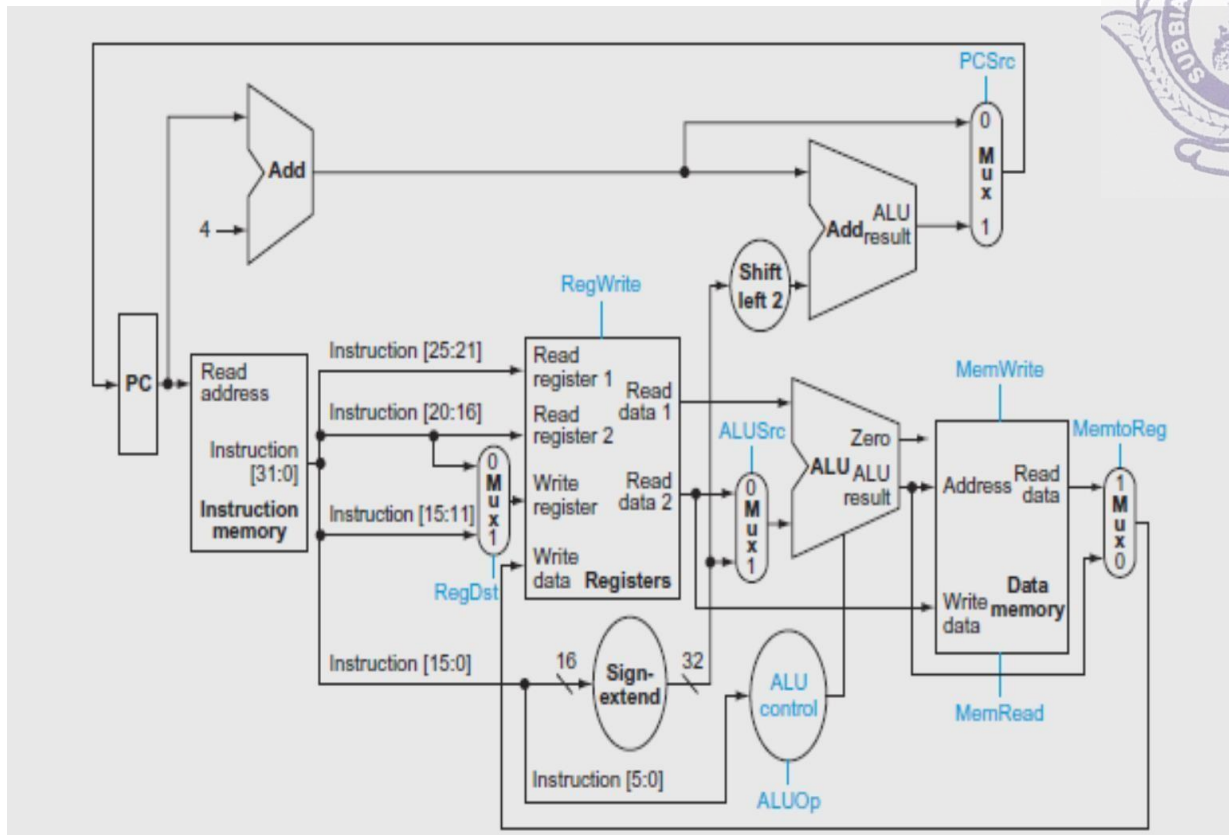 SUBBIA
PCSrc
0
M
u
x
1
Add
4
ALU
Add result
Shift
left 2
RegWrite
PC
Read
address
Instruction
[31:0]
Instruction
memory
Instruction [25:21]
Instruction [20:16]
Instruction [15:11]
0
M
u
x
1
RegDst
Read
register 1
Read
data 1
Read
register 2
Write
register
Read
data 2
Write
data
Registers
ALUSrc
0
M
u
x
1
Zero
ALU ALU
result
MemWrite
Address
Read
data
Write
data
Data
memory
MemRead
MemtoReg
1
M
u
x
0
Instruction [15:0]
16
Sign-
extend
32
ALU
control
Instruction [5:0]
ALUOp